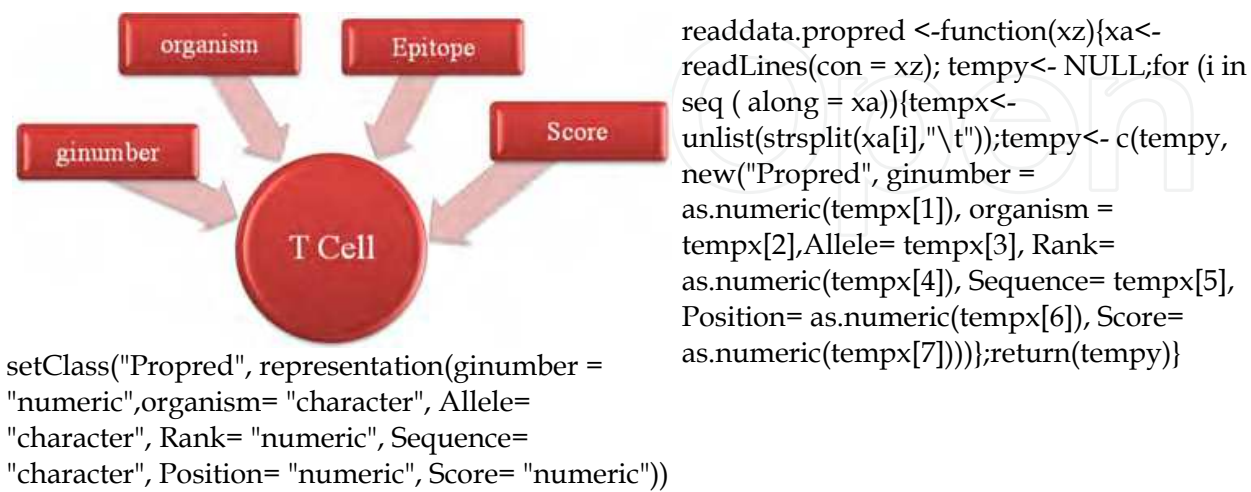 organism
Epitope
ginumber
Score
T Cell
setClass("Propred", representation(ginumber =
"numeric",organism= "character", Allele=
"character", Rank= "numeric", Sequence=
"character", Position= "numeric", Score= "numeric"))
readdata.propred <-function(xz){xa<-
readLines(con = xz); tempy<- NULL;for (i in
seq ( along = xa)){tempx<-
unlist(strsplit(xa[i],"\t"));tempy<- c(tempy,
new("Propred", ginumber =
as.numeric(tempx[1]), organism =
tempx[2],Allele= tempx[3], Rank=
as.numeric(tempx[4]), Sequence= tempx[5],
Position= as.numeric(tempx[6]), Score=
as.numeric(tempx[7])))};return(tempy)}
open